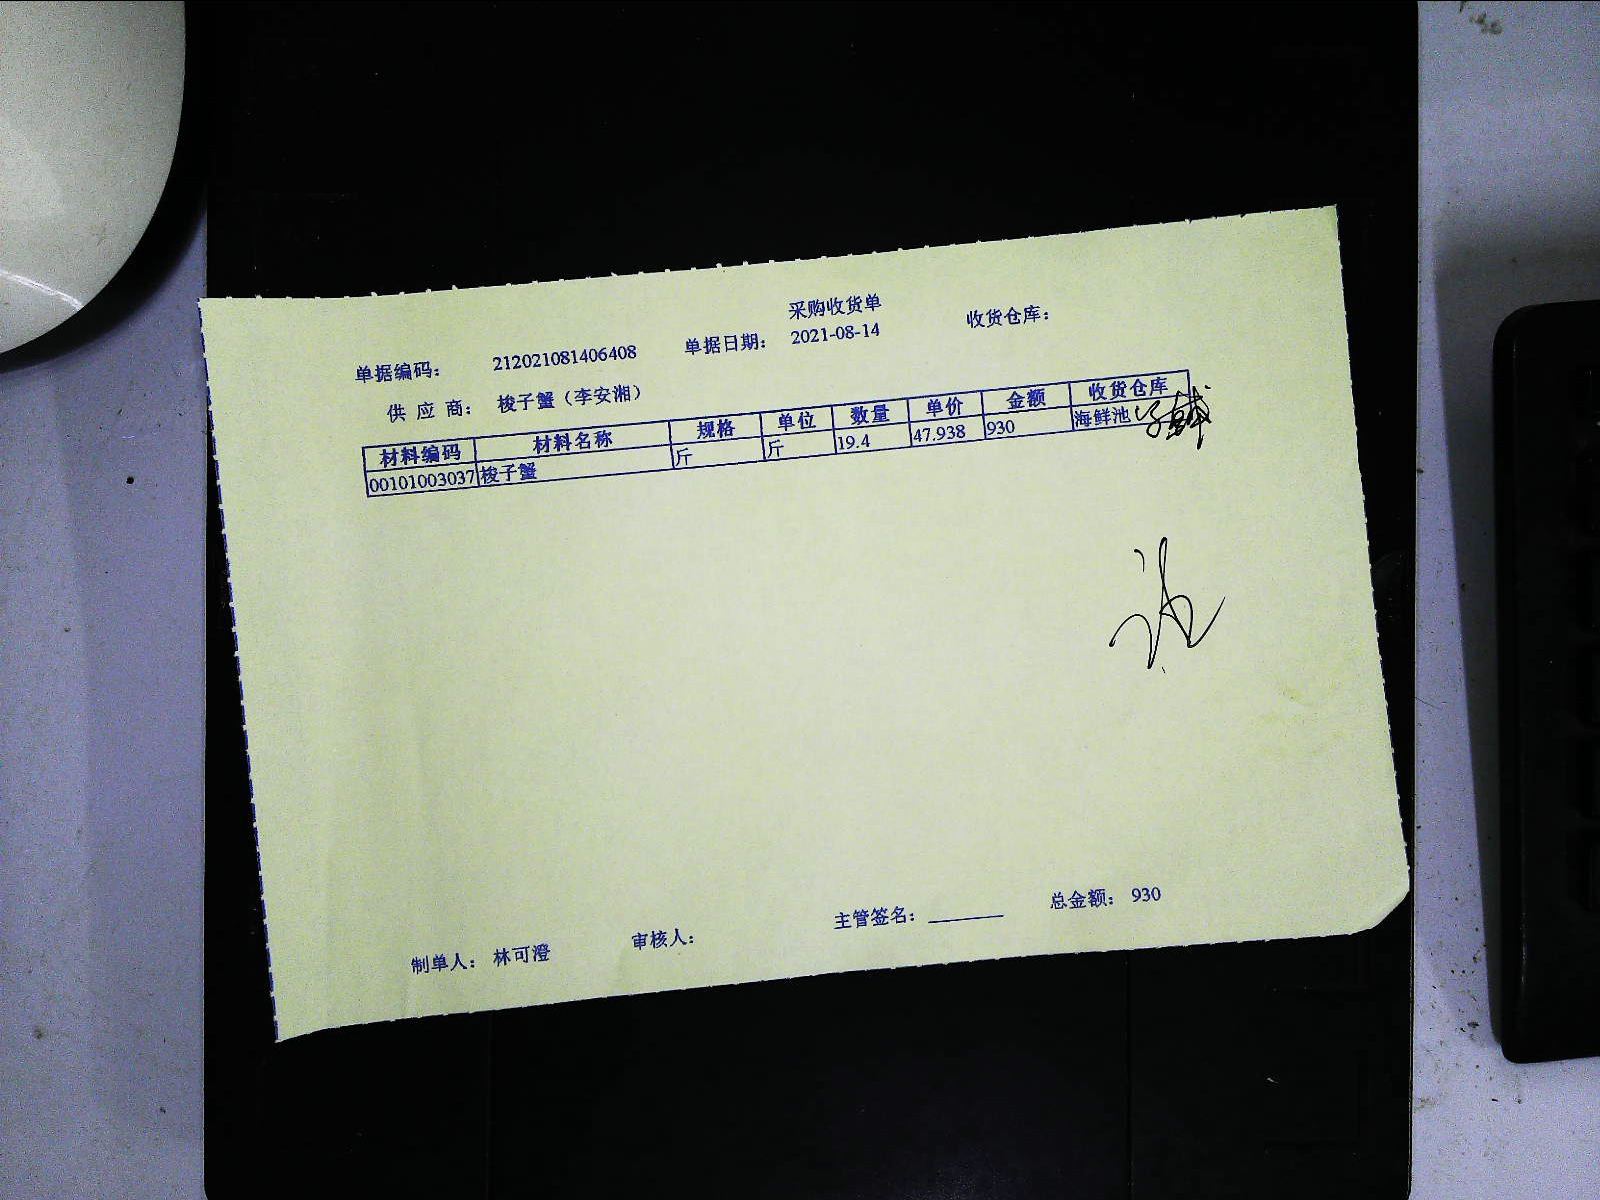 采购收货单
单据编码： 212021081406408 单据日期： 2021-08-14 收货仓库：
供 应 商： 梭子蟹（李安湘）
材料编码 材料名称 规格 单位 数量 单价 金额 收货仓库
00101003037 梭子蟹 斤 斤 19.4 47.938 930 海鲜池
制单人： 林可澄 审核人： 主管签名： 总金额： 930